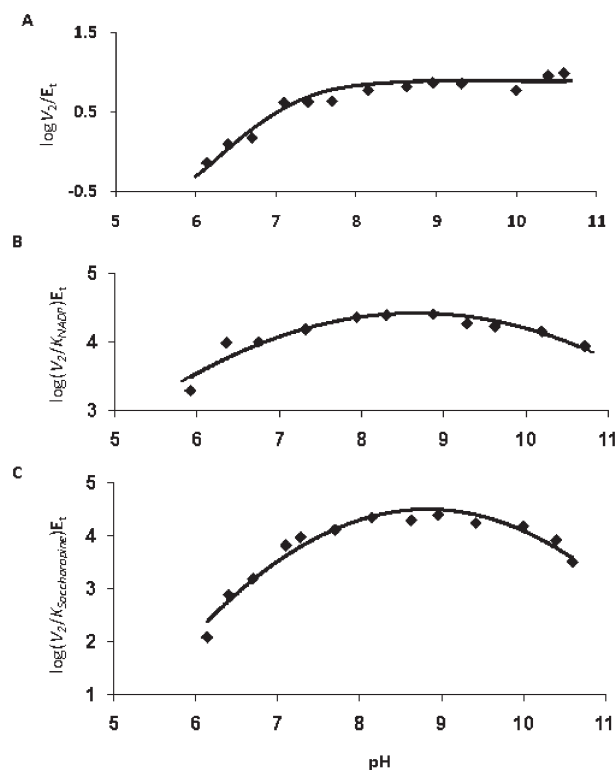 A
log V₂/Eₜ
1.5
0.5
-0.5
5 6 7 8 9 10 11
B
log(V₂/K_NADP)Eₜ
5
4
3
5 6 7 8 9 10 11
C
log(V₂/K_Saccharopine)Eₜ
5
4
3
2
1
5 6 7 8 9 10 11
pH